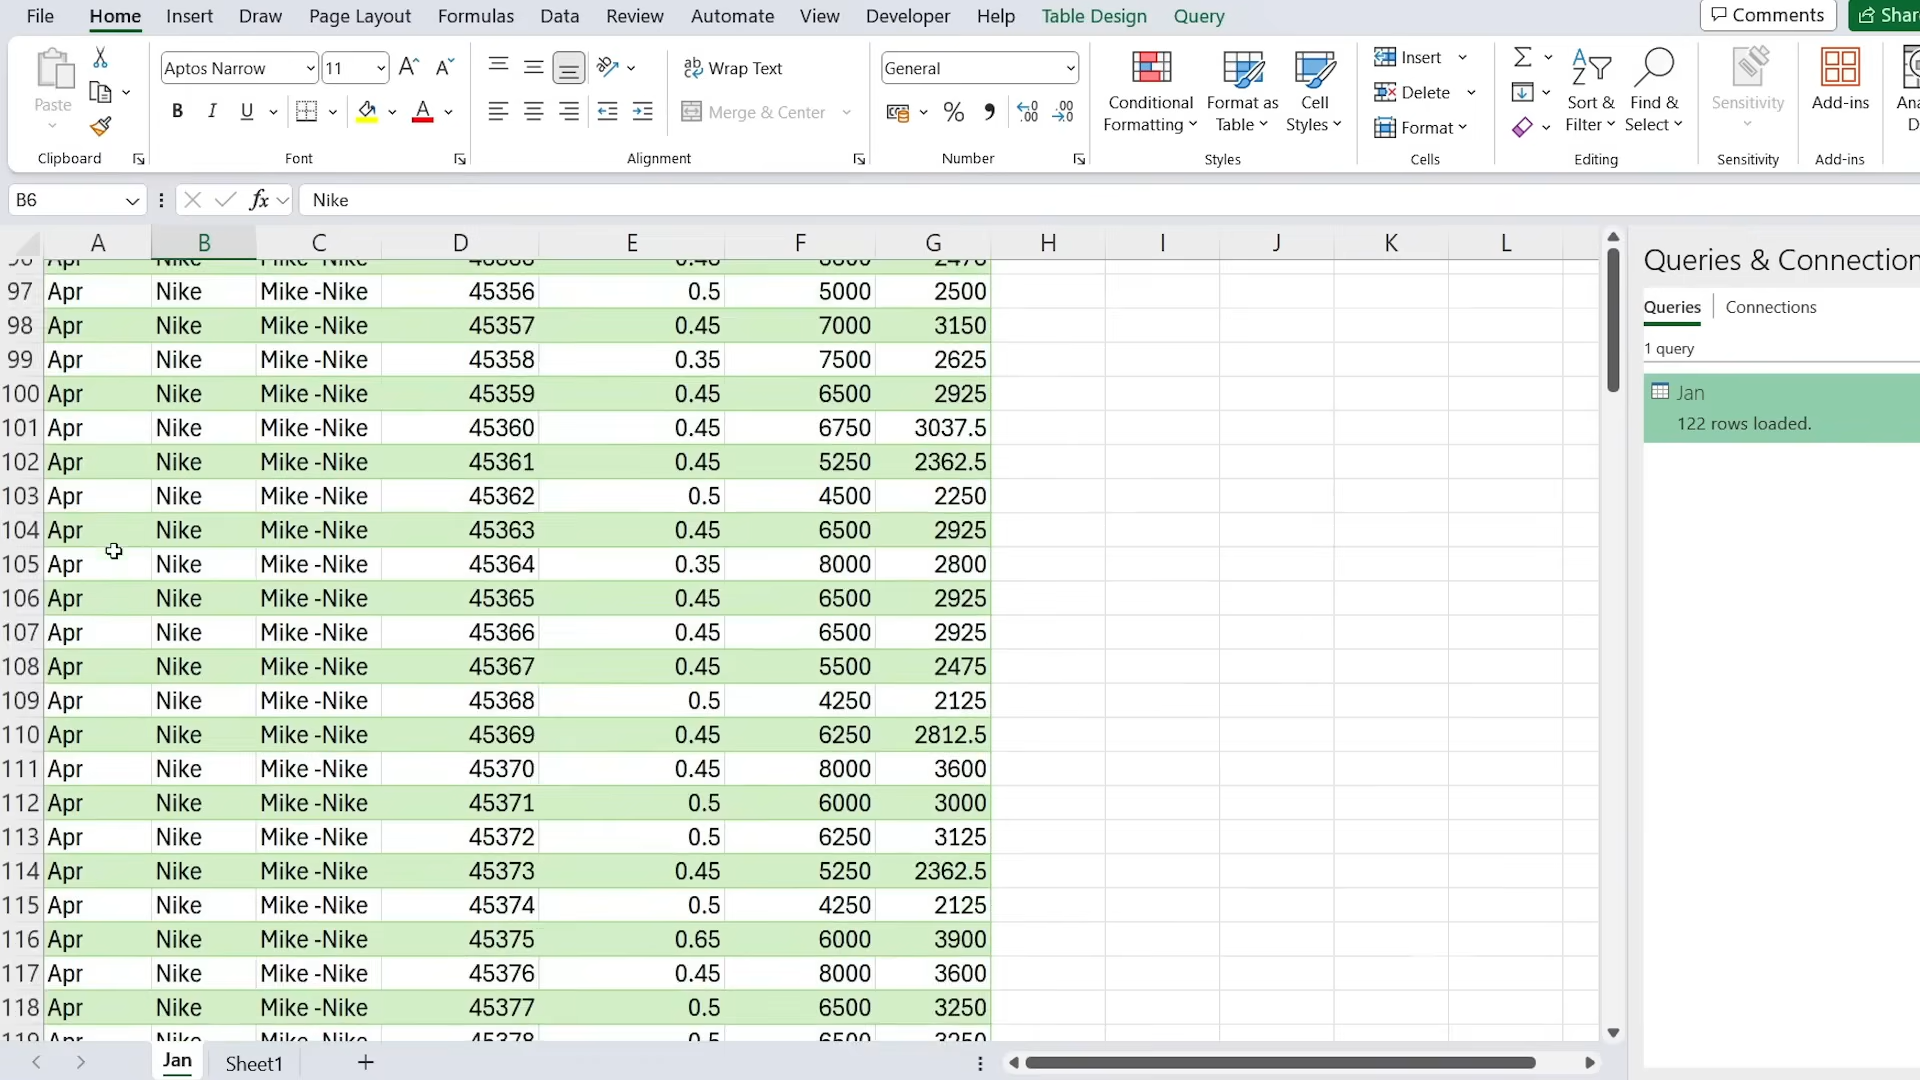 File Home Insert Draw Page Layout Formulas Data Review Automate View Developer Help Table Design Query Comments
Aptos Narrow 11 Wrap Text General Insert
Paste Conditional Format as Cell Delete Sort & Find & Sensitivity Add-ins
B I U Merge & Center % Formatting Table Styles Format Filter Select
Clipboard Font Alignment Number Styles Cells Editing Sensitivity Add-ins
B6 fx Nike
A B C D E F G H I J K L
97 Apr Nike Mike -Nike 45356 0.5 5000 2500
98 Apr Nike Mike -Nike 45357 0.45 7000 3150
99 Apr Nike Mike -Nike 45358 0.35 7500 2625
100 Apr Nike Mike -Nike 45359 0.45 6500 2925
101 Apr Nike Mike -Nike 45360 0.45 6750 3037.5
102 Apr Nike Mike -Nike 45361 0.45 5250 2362.5
103 Apr Nike Mike -Nike 45362 0.5 4500 2250
104 Apr Nike Mike -Nike 45363 0.45 6500 2925
105 Apr Nike Mike -Nike 45364 0.35 8000 2800
106 Apr Nike Mike -Nike 45365 0.45 6500 2925
107 Apr Nike Mike -Nike 45366 0.45 6500 2925
108 Apr Nike Mike -Nike 45367 0.45 5500 2475
109 Apr Nike Mike -Nike 45368 0.5 4250 2125
110 Apr Nike Mike -Nike 45369 0.45 6250 2812.5
111 Apr Nike Mike -Nike 45370 0.45 8000 3600
112 Apr Nike Mike -Nike 45371 0.5 6000 3000
113 Apr Nike Mike -Nike 45372 0.5 6250 3125
114 Apr Nike Mike -Nike 45373 0.45 5250 2362.5
115 Apr Nike Mike -Nike 45374 0.5 4250 2125
116 Apr Nike Mike -Nike 45375 0.65 6000 3900
117 Apr Nike Mike -Nike 45376 0.45 8000 3600
118 Apr Nike Mike -Nike 45377 0.5 6500 3250
Queries & Connection
Queries Connections
1 query
Jan
122 rows loaded.
Jan Sheet1